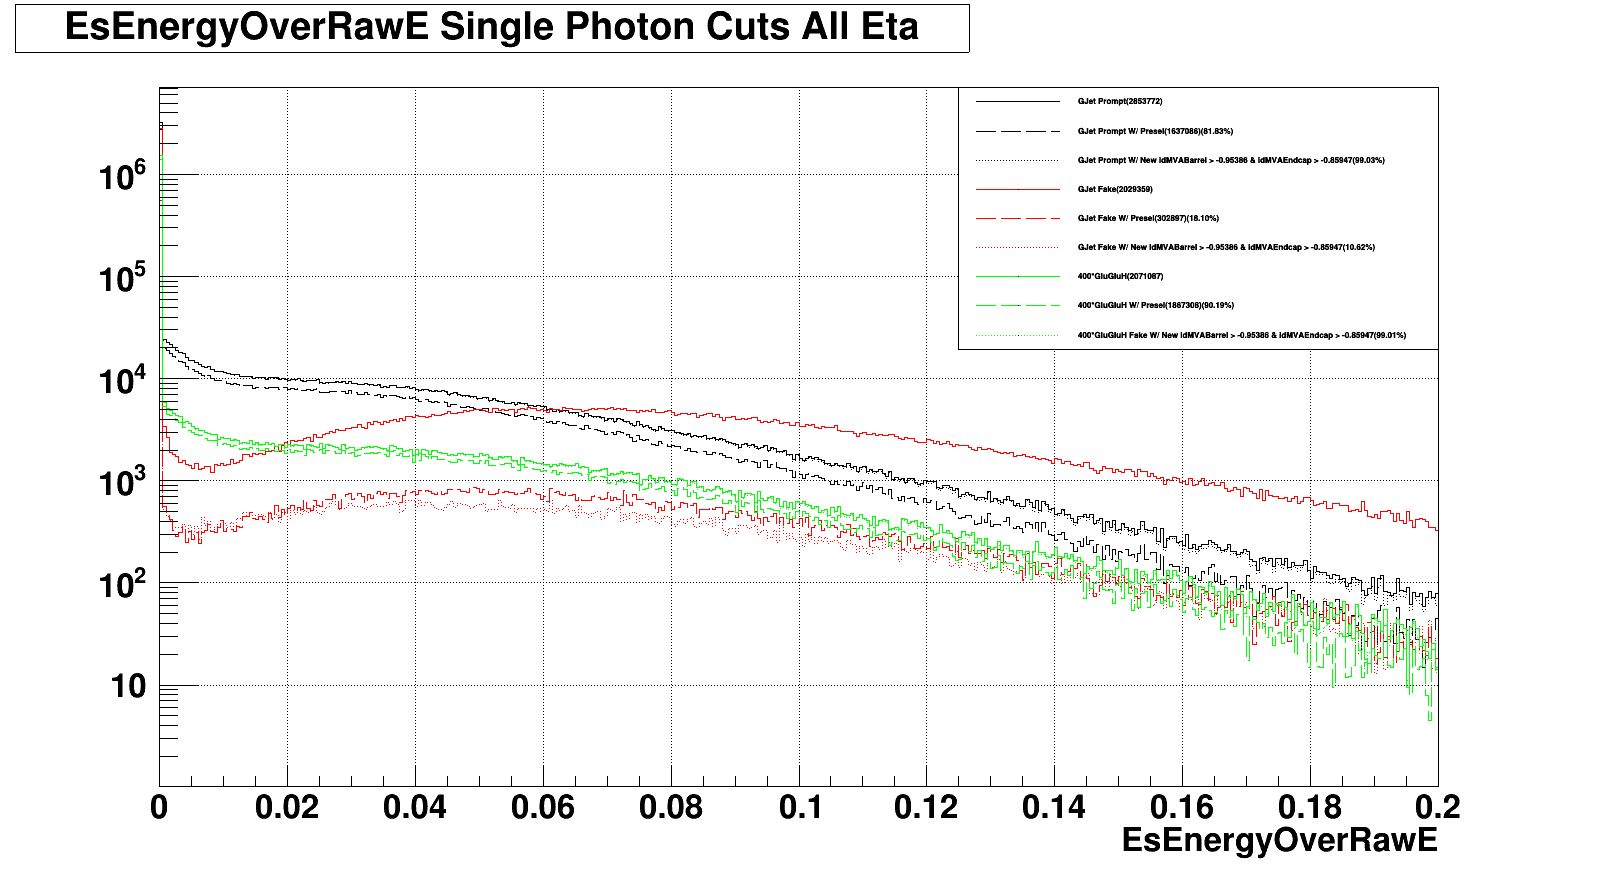 EsEnergyOverRawE Single Photon Cuts All Eta
GJet Prompt(2853772)
GJet Prompt W/ Presel(1637086)(81.83%)
GJet Prompt W/ New idMVABarrel > -0.95386 & idMVAEndcap > -0.85947(99.03%)
GJet Fake(2029359)
GJet Fake W/ Presel(302897)(18.10%)
GJet Fake W/ New idMVABarrel > -0.95386 & idMVAEndcap > -0.85947(10.62%)
400*GluGluH(2071087)
400*GluGluH W/ Presel(1867308)(90.19%)
400*GluGluH Fake W/ New idMVABarrel > -0.95386 & idMVAEndcap > -0.85947(99.01%)
10^6
10^5
10^4
10^3
10^2
10
0 0.02 0.04 0.06 0.08 0.1 0.12 0.14 0.16 0.18 0.2
EsEnergyOverRawE